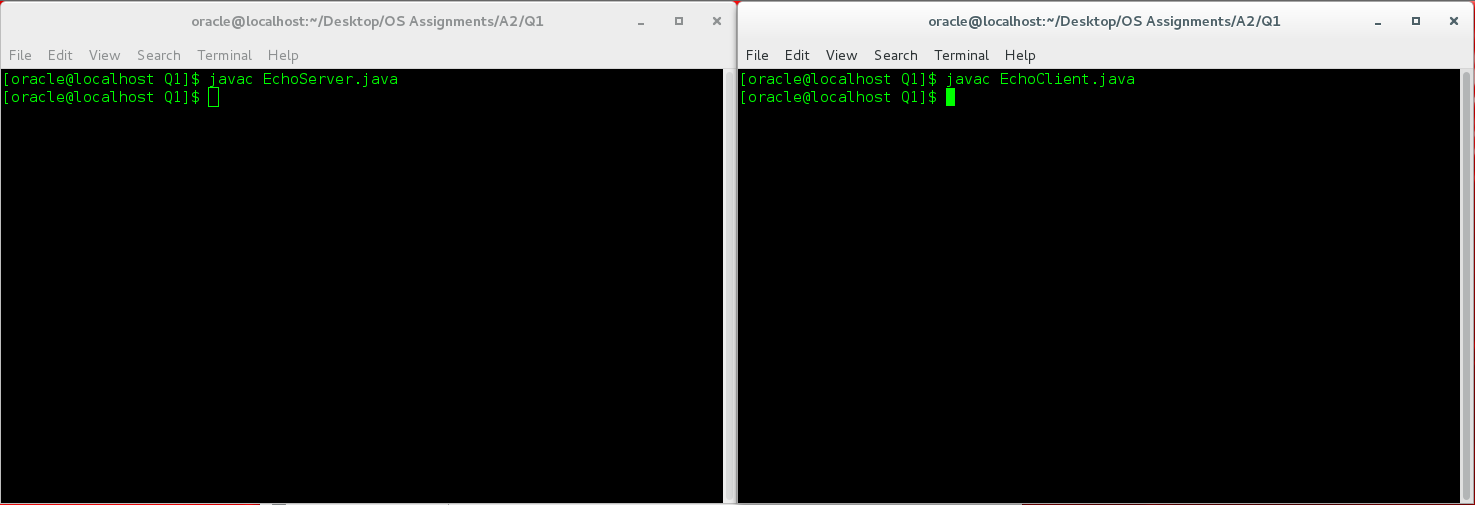 oracle@localhost:~/Desktop/OS Assignments/A2/Q1
File Edit View Search Terminal Help
[oracle@localhost Q1]$ javac EchoServer.java
[oracle@localhost Q1]$
oracle@localhost:~/Desktop/OS Assignments/A2/Q1
File Edit View Search Terminal Help
[oracle@localhost Q1]$ javac EchoClient.java
[oracle@localhost Q1]$